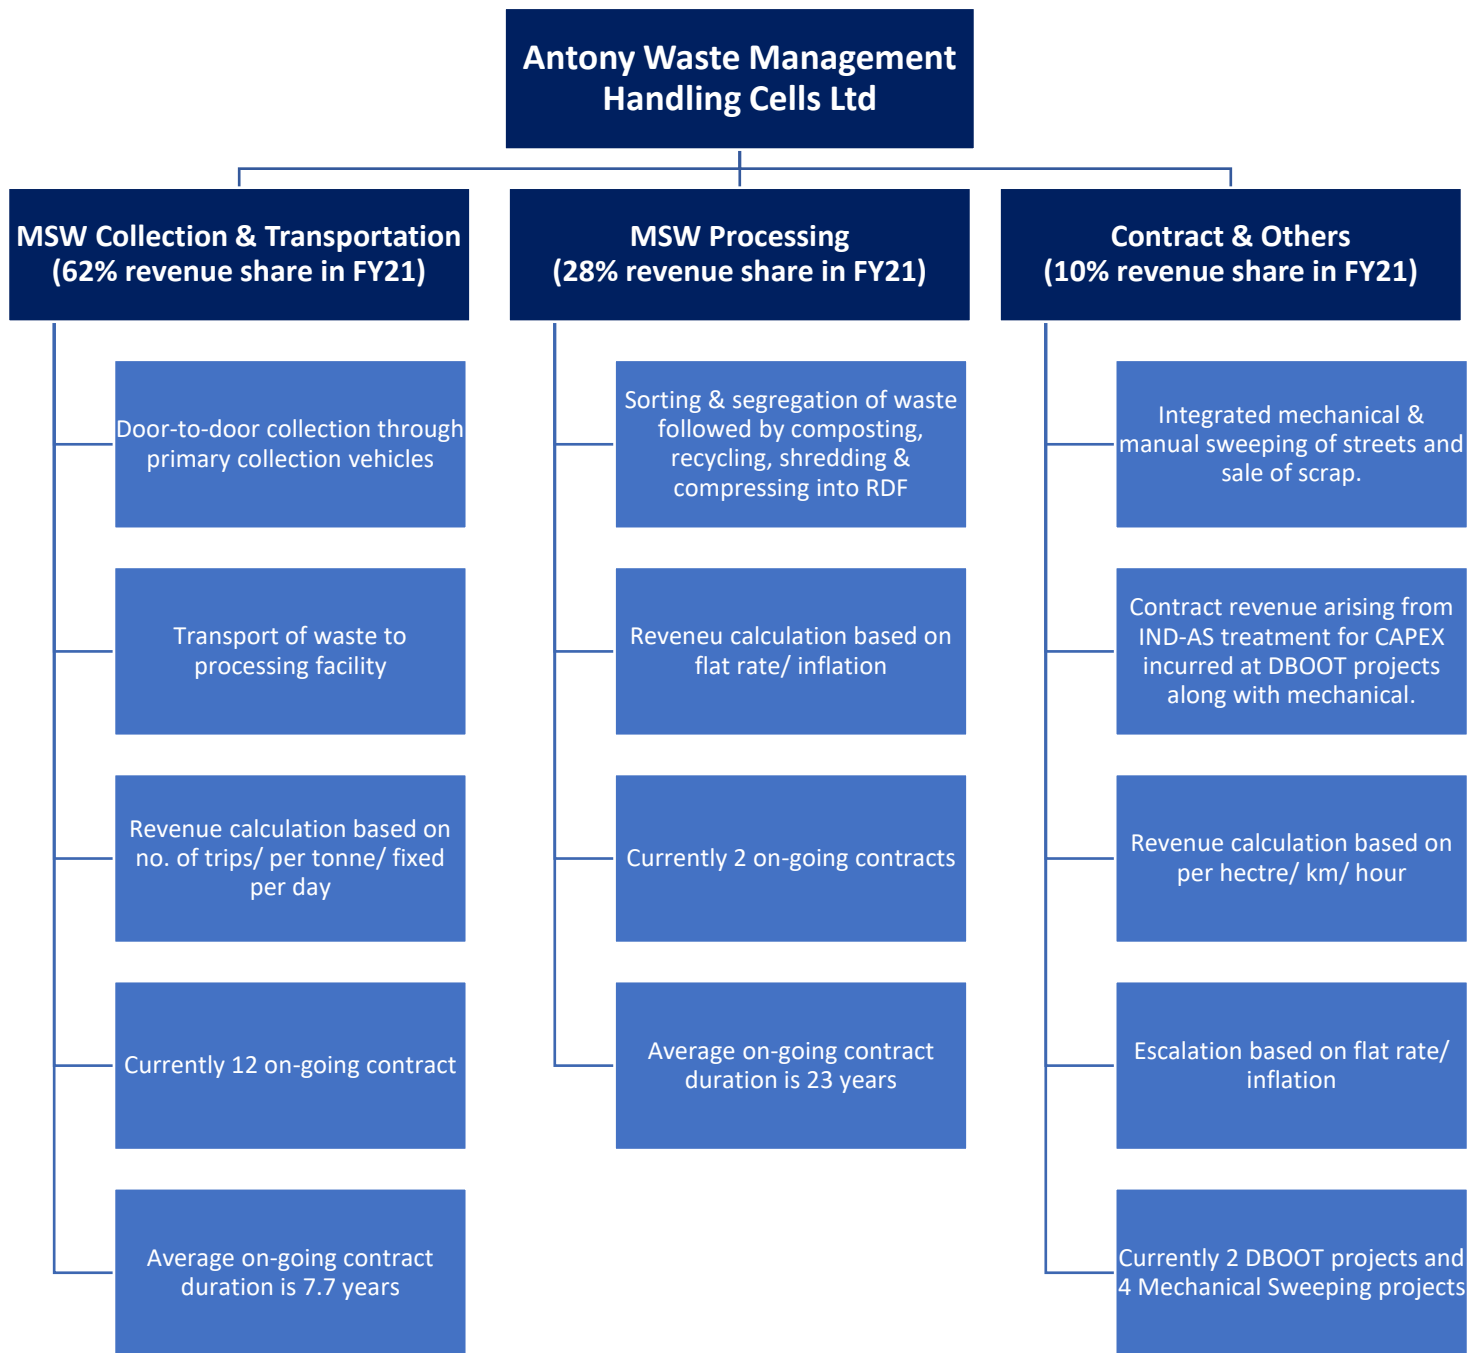 Antony Waste Management
Handling Cells Ltd
MSW Collection & Transportation
(62% revenue share in FY21)
Door-to-door collection through
primary collection vehicles
Transport of waste to
processing facility
Revenue calculation based on
no. of trips/ per tonne/ fixed
per day
Currently 12 on-going contract
Average on-going contract
duration is 7.7 years
MSW Processing
(28% revenue share in FY21)
Sorting & segregation of waste
followed by composting,
recycling, shredding &
compressing into RDF
Reveneu calculation based on
flat rate/ inflation
Currently 2 on-going contracts
Average on-going contract
duration is 23 years
Contract & Others
(10% revenue share in FY21)
Integrated mechanical &
manual sweeping of streets and
sale of scrap.
Contract revenue arising from
IND-AS treatment for CAPEX
incurred at DBOOT projects
along with mechanical.
Revenue calculation based on
per hectre/ km/ hour
Escalation based on flat rate/
inflation
Currently 2 DBOOT projects and
4 Mechanical Sweeping projects